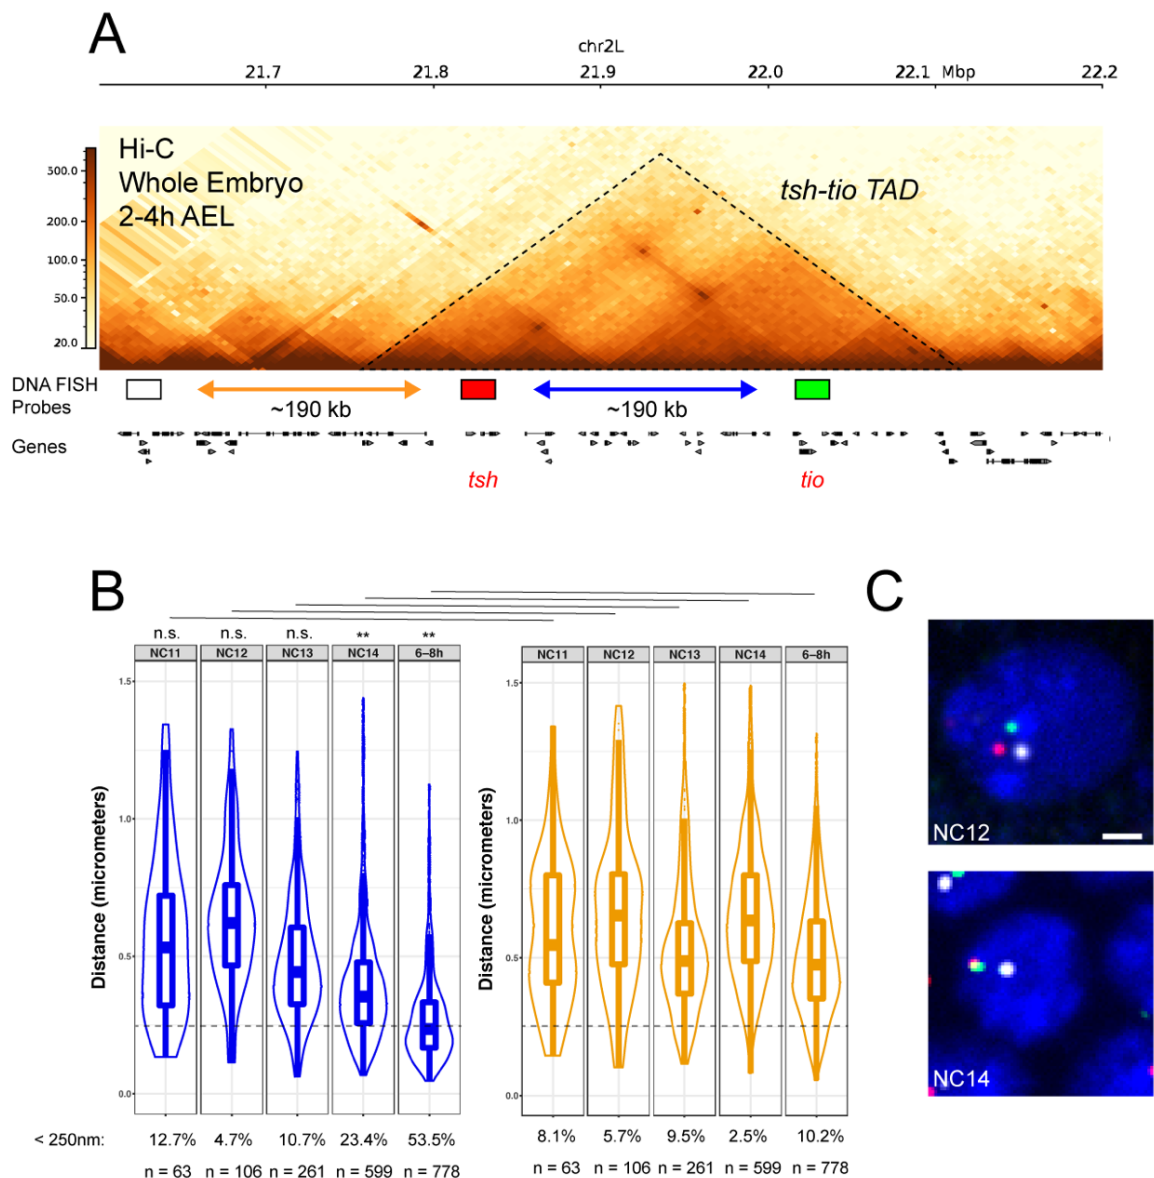 A
chr2L
21.7 21.8 21.9 22.0 22.1 Mbp 22.2
Hi-C
Whole Embryo
2-4h AEL
tsh-tio TAD
300.0
200.0
100.0
50.0
20.0
DNA FISH
Probes
~190 kb ~190 kb
Genes
tsh tio
B
n.s. n.s. n.s. ** **
NC11 NC12 NC13 NC14 6–8h
NC11 NC12 NC13 NC14 6–8h
Distance (micrometers)
1.5
1.0
0.5
0.0
Distance (micrometers)
1.5
1.0
0.5
0.0
< 250nm: 12.7% 4.7% 10.7% 23.4% 53.5% 8.1% 5.7% 9.5% 2.5% 10.2%
n = 63 n = 106 n = 261 n = 599 n = 778 n = 63 n = 106 n = 261 n = 599 n = 778
C
NC12
NC14